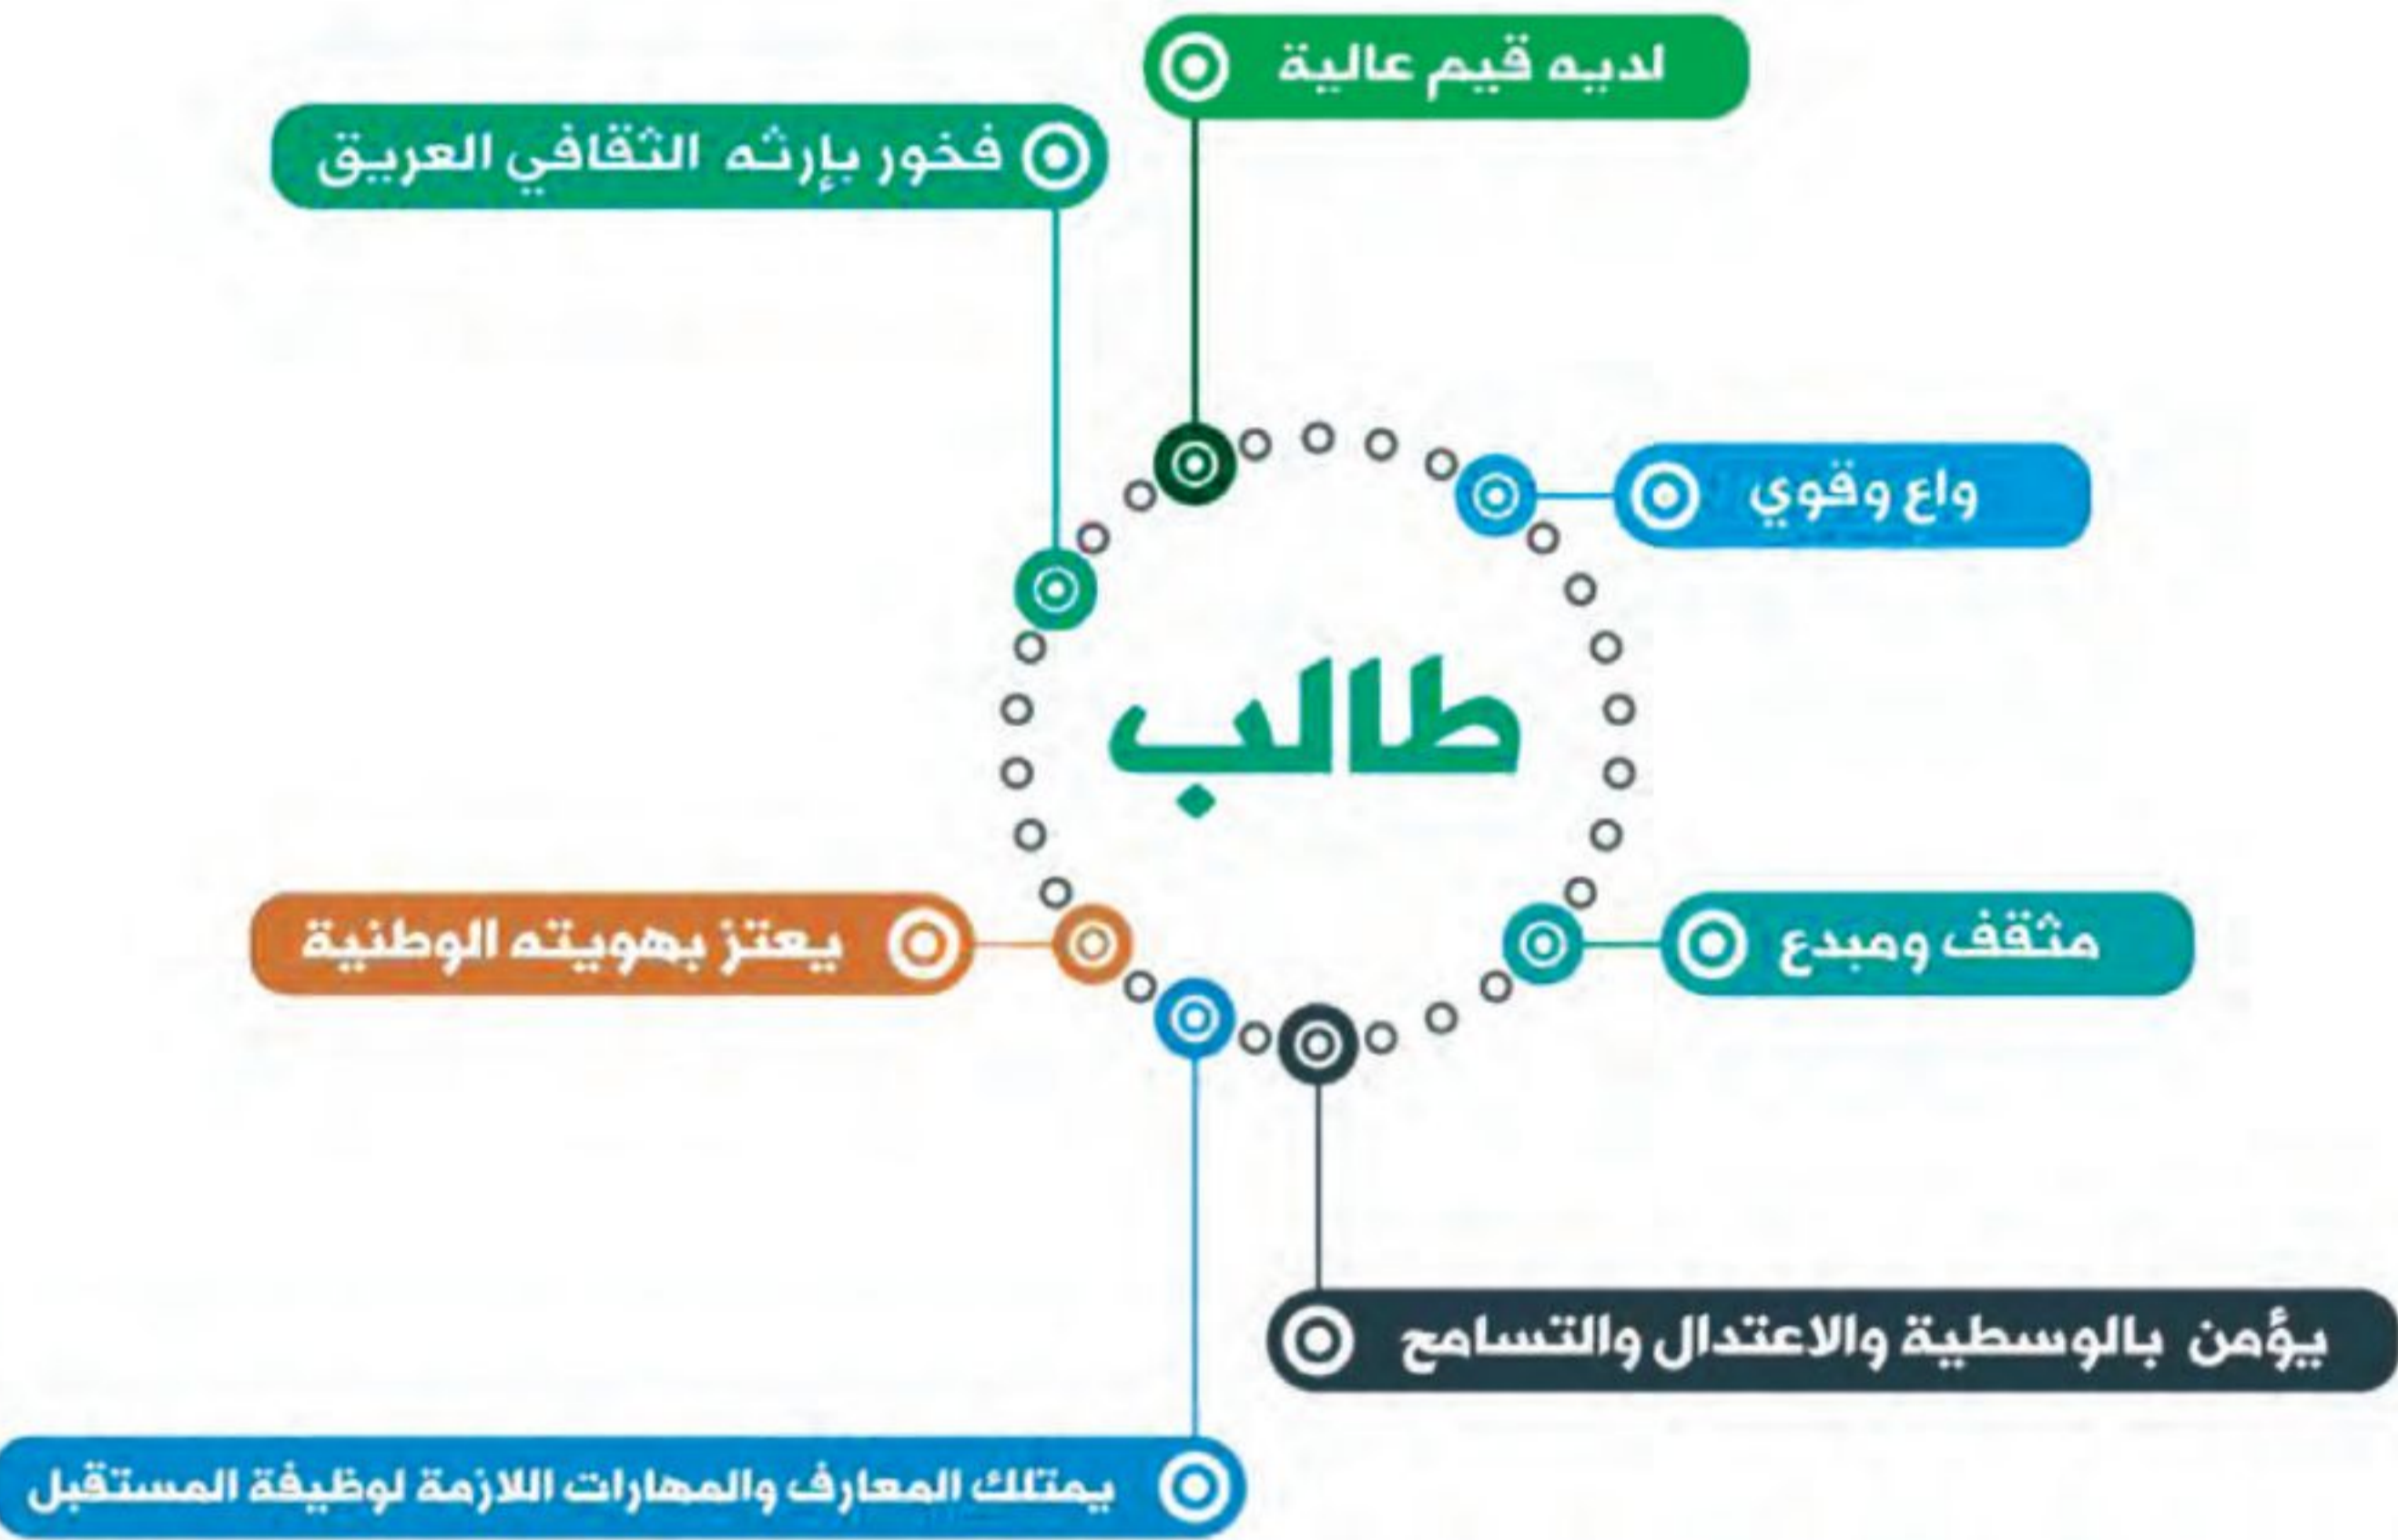 لديه قيم عالية
فخور بإرثه الثقافي العريق
واع وقوي
طالب
مثقف ومبدع
يعتز بهويته الوطنية
يؤمن بالوسطية والاعتدال والتسامح
يمتلك المعارف والمهارات اللازمة لوظيفة المستقبل